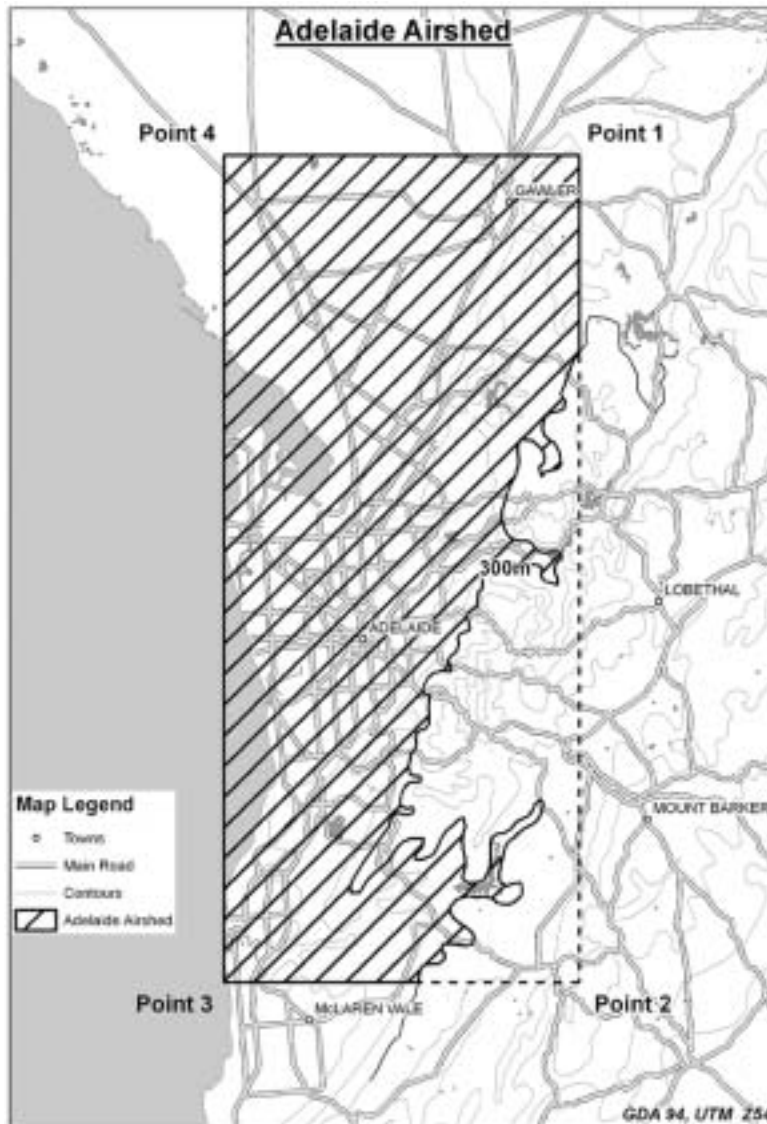 Adelaide Airshed
Point 4
Point 1
GAWLER
300m
LOBETHAL
ADELAIDE
Map Legend
Towns
Main Road
Contours
Adelaide Airshed
MOUNT BARKER
Point 3
McLAREN VALE
Point 2
GDA 94, UTM Z54